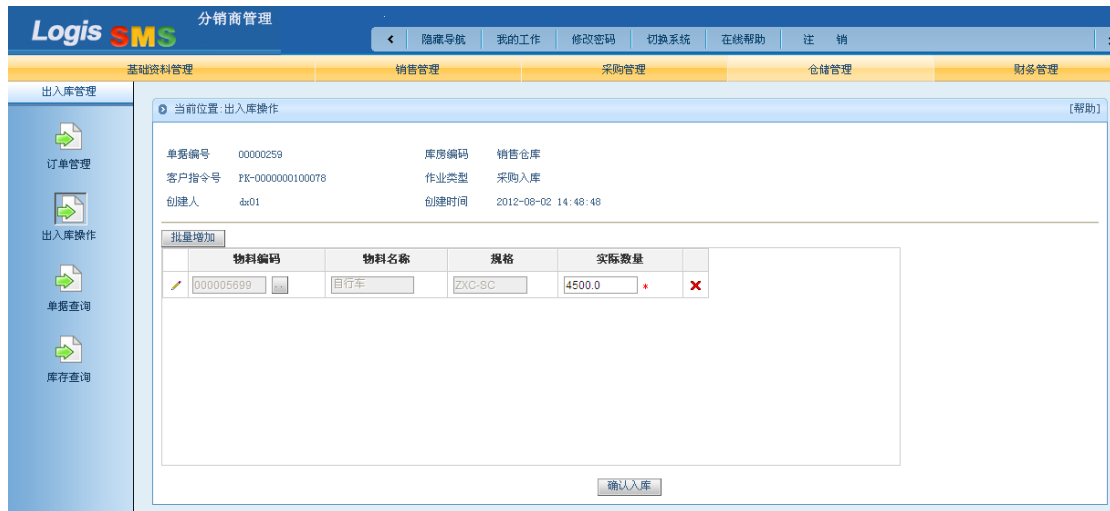 Logis SMS 分销商管理
隐藏导航 我的工作 修改密码 切换系统 在线帮助 注 销
基础资料管理 销售管理 采购管理 仓储管理 财务管理
出入库管理
当前位置:出入库操作 [帮助]
订单管理
出入库操作
单据查询
库存查询
单据编号 00000259 库房编码 销售仓库
客户指令号 PK-0000000100078 作业类型 采购入库
创建人 dx01 创建时间 2012-08-02 14:48:48
批量增加
物料编码 物料名称 规格 实际数量
000005699 ... 自行车 ZXC-SC 4500.0 *
确认入库